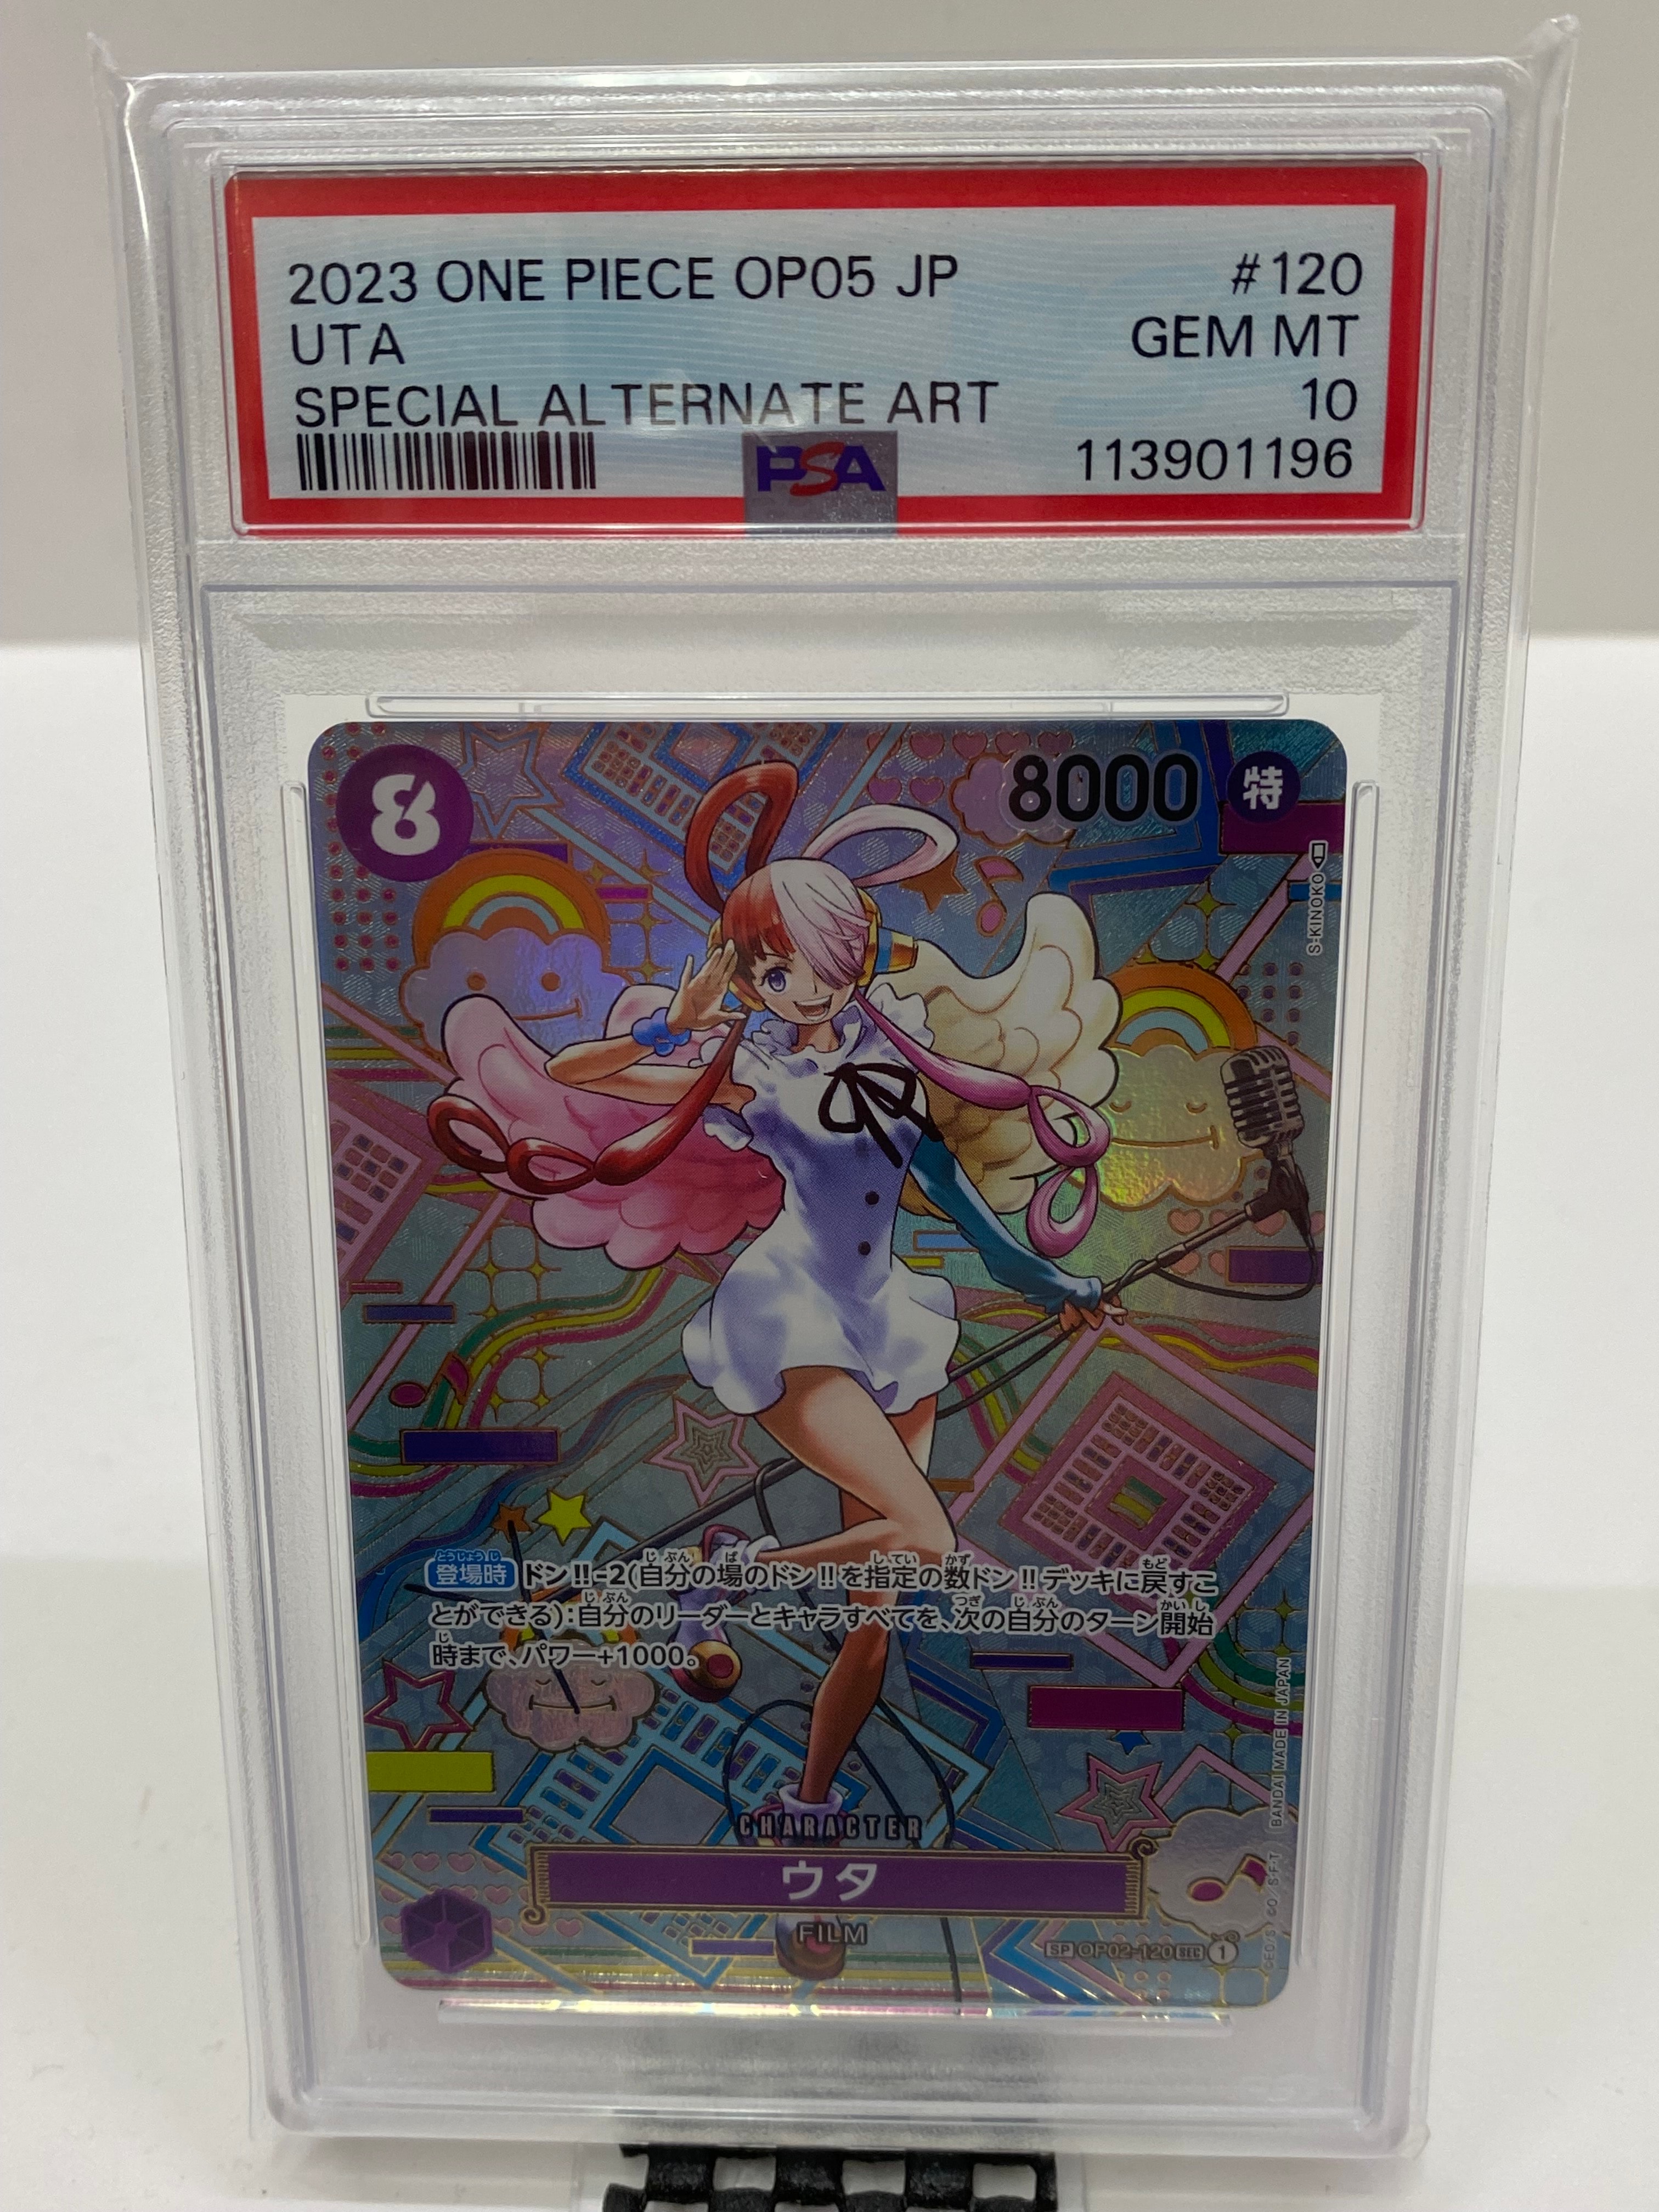 2023 ONE PIECE OP05 JP #120
UTA GEM MT
SPECIAL ALTERNATE ART 10
PSA 113901196
8 8000 特
S-KINOKO
登場時 ドン!!-2(自分の場のドン!!を指定の数ドン!!デッキに戻すこ
とができる):自分のリーダーとキャラすべてを、次の自分のターン開始
時まで、パワー+1000。
BANDAI MADE IN JAPAN
CHARACTER
ウタ
FILM
SP OP02-120 SEC 1